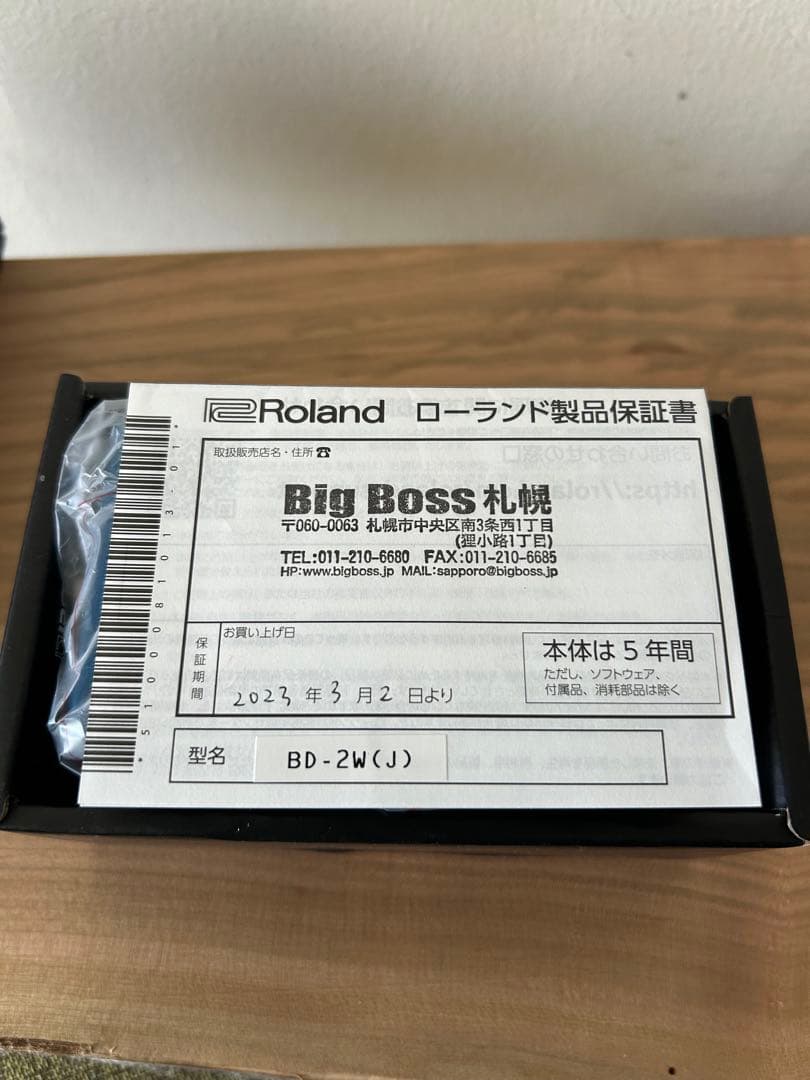 Roland ローランド製品保証書
取扱販売店名・住所 ☎
Big Boss 札幌
〒060-0063 札幌市中央区南3条西1丁目
(狸小路1丁目)
TEL:011-210-6680 FAX:011-210-6685
HP:www.bigboss.jp MAIL:sapporo@bigboss.jp
保証期間
お買い上げ日
2023 年 3 月 2 日より
本体は 5 年間
ただし、ソフトウェア、
付属品、消耗部品は除く
型名 BD-2W(J)